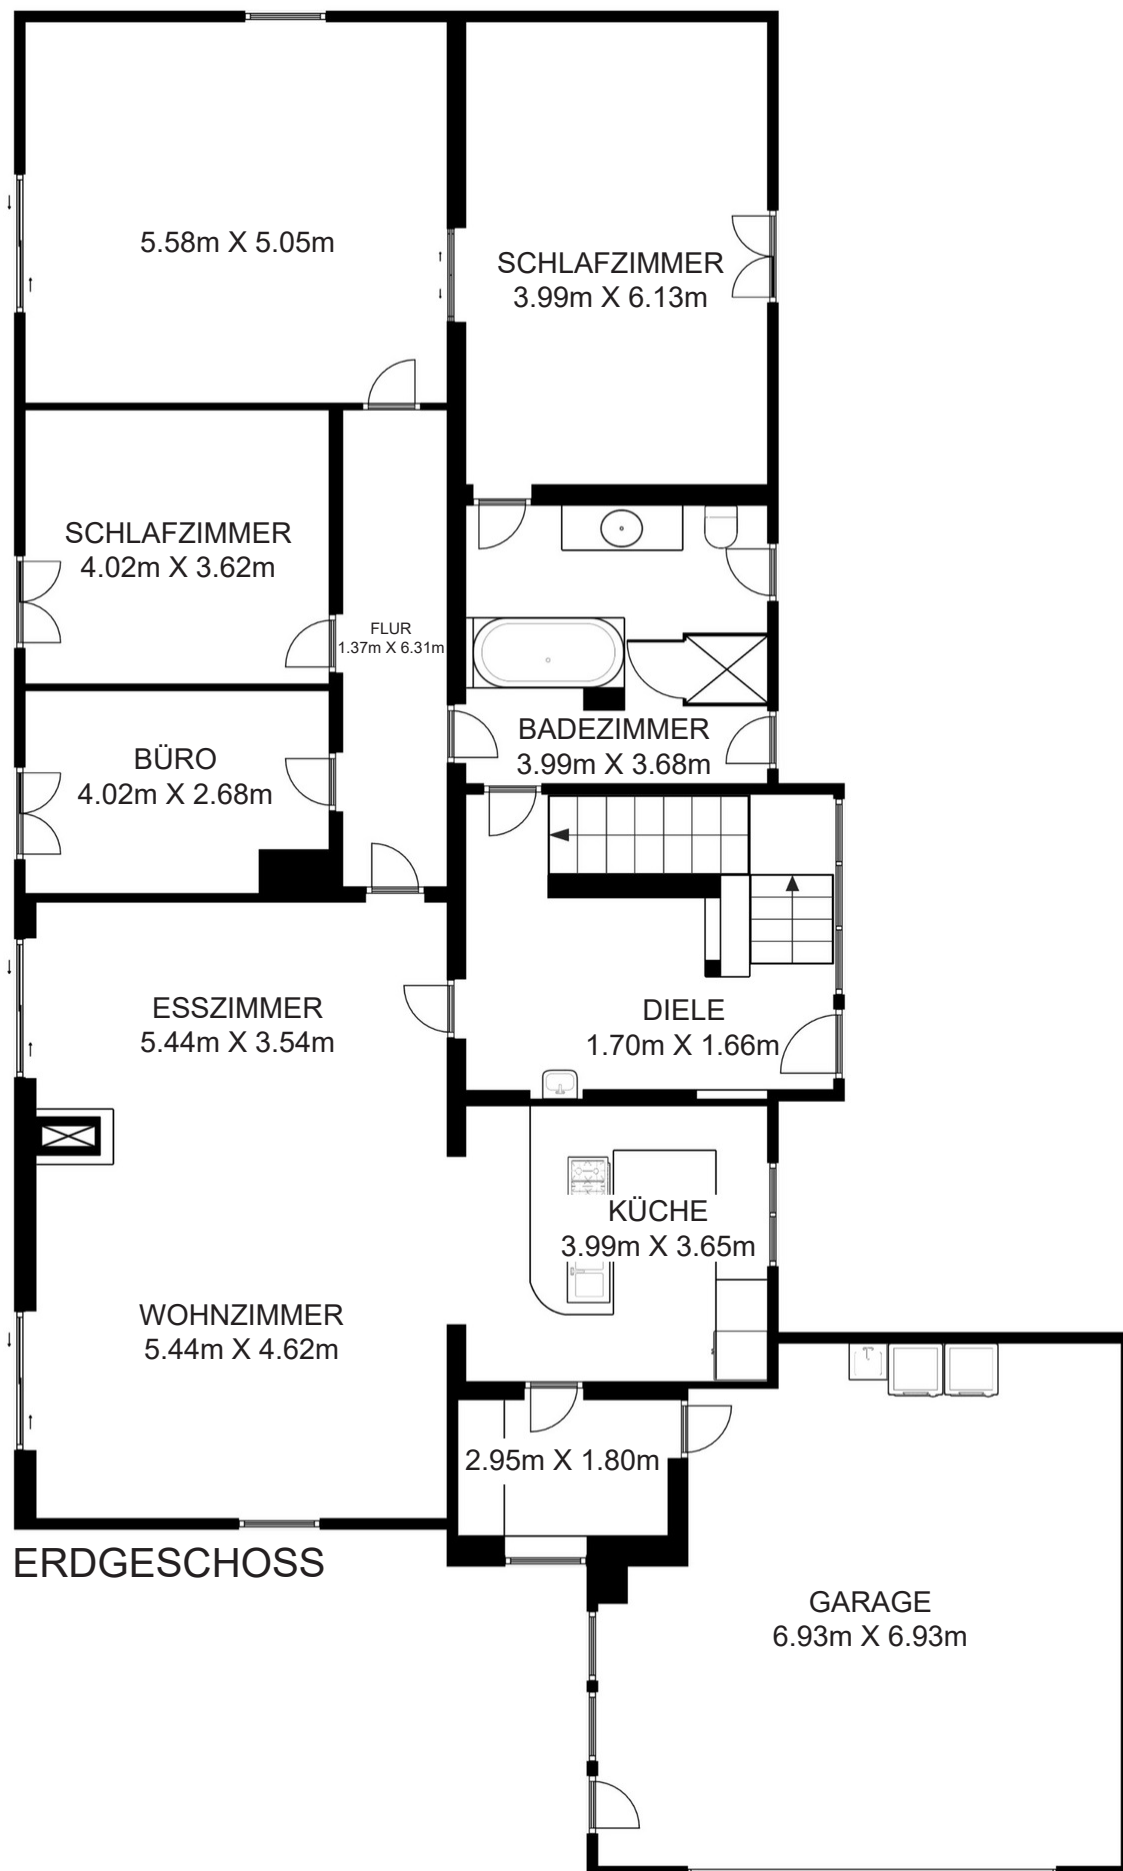 5.58m X 5.05m
SCHLAFZIMMER
3.99m X 6.13m
SCHLAFZIMMER
4.02m X 3.62m
FLUR
1.37m X 6.31m
BÜRO
4.02m X 2.68m
BADEZIMMER
3.99m X 3.68m
ESSZIMMER
5.44m X 3.54m
DIELE
1.70m X 1.66m
KÜCHE
3.99m X 3.65m
WOHNZIMMER
5.44m X 4.62m
2.95m X 1.80m
ERDGESCHOSS
GARAGE
6.93m X 6.93m